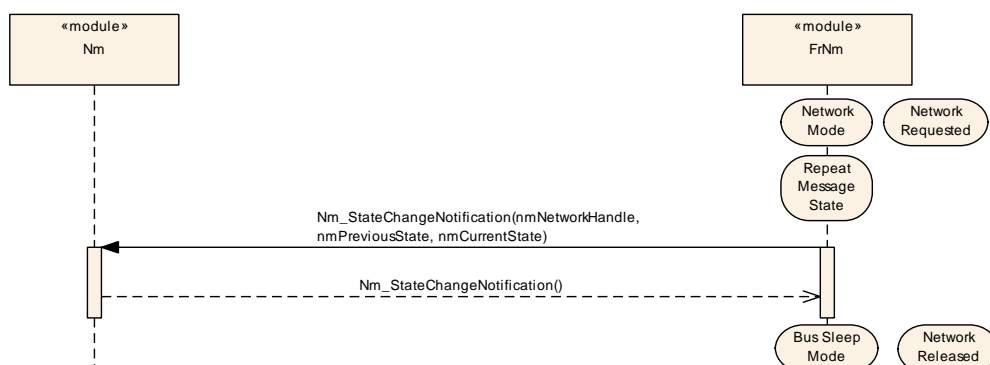 «module»
Nm
«module»
FrNm
Network
Mode
Network
Requested
Repeat
Message
State
Nm_StateChangeNotification(nmNetworkHandle,
nmPreviousState, nmCurrentState)
Nm_StateChangeNotification()
Bus Sleep
Mode
Network
Released